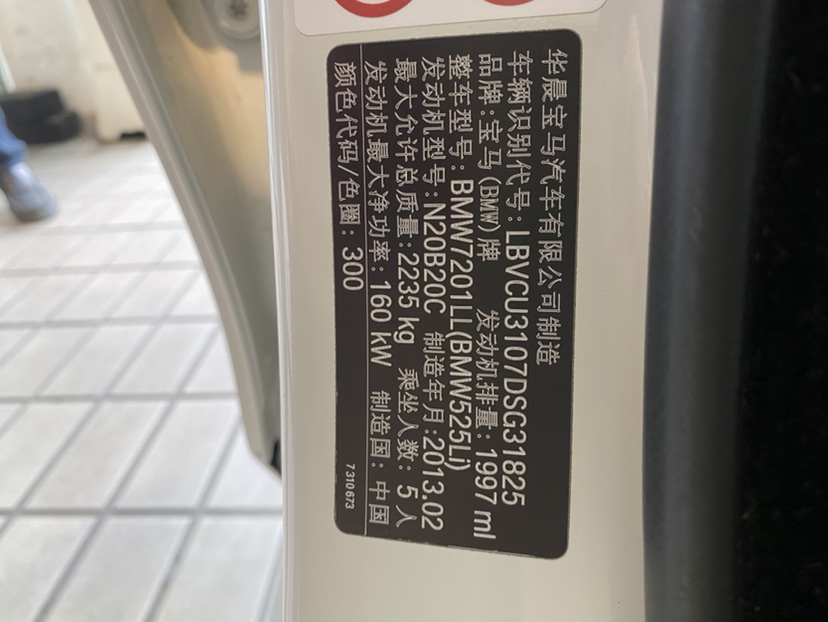 华晨宝马汽车有限公司制造
车辆识别代号:LBVCU3107DSG31825
品牌:宝马(BMW)牌 发动机排量:1997 ml
整车型号:BMW7201LL(BMW525Li)
发动机型号:N20B20C 制造年月:2013.02
最大允许总质量:2235 kg 乘坐人数:5人
发动机最大净功率:160 kW 制造国:中国
颜色代码/色圈:300
7 310 673